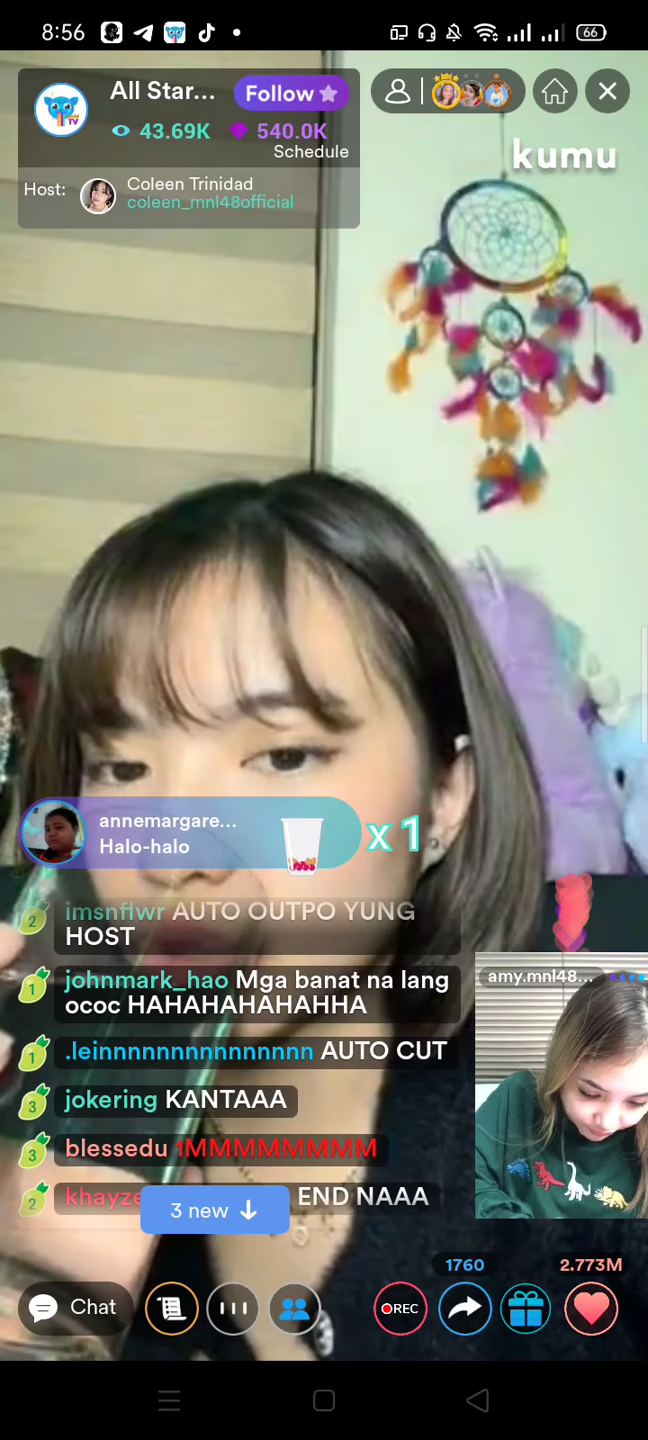 8:56
66
All Star...
Follow
43.69K
540.0K
Schedule
Host:
Coleen Trinidad
coleen_mnl48official
kumu
TV
annemargare...
Halo-halo
x 1
2
imsnflwr AUTO OUTPO YUNG
HOST
1
johnmark_hao Mga banat na lang
ococ HAHAHAHAHAHHA
1
.leinnnnnnnnnnnnnnnn AUTO CUT
3
jokering KANTAAA
3
blessedu 1MMMMMMMM
2
khayze
END NAAA
3 new
amy.mnl48...
1760
2.773M
Chat
REC